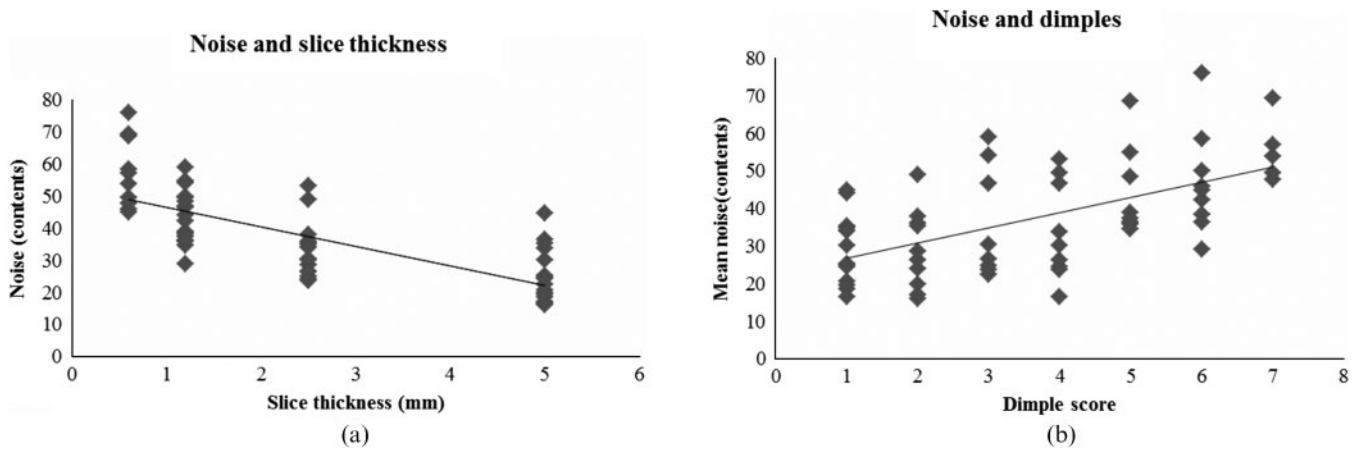 Noise and slice thickness
Noise (contents)
80
70
60
50
40
30
20
10
0
0 1 2 3 4 5 6
Slice thickness (mm)
(a)
Noise and dimples
Mean noise(contents)
80
70
60
50
40
30
20
10
0
0 1 2 3 4 5 6 7 8
Dimple score
(b)